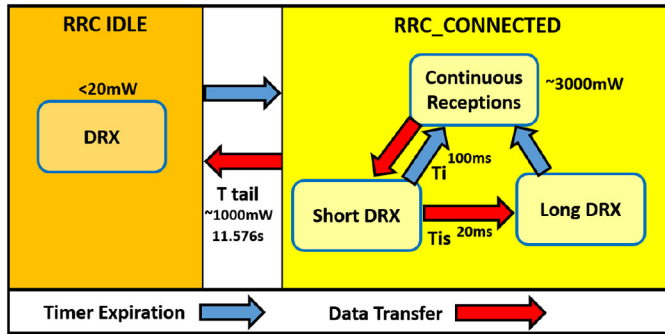 RRC IDLE
RRC_CONNECTED
<20mW
DRX
Continuous
Receptions
~3000mW
T tail
~1000mW
11.576s
Ti 100ms
Short DRX
Tis 20ms
Long DRX
Timer Expiration
Data Transfer